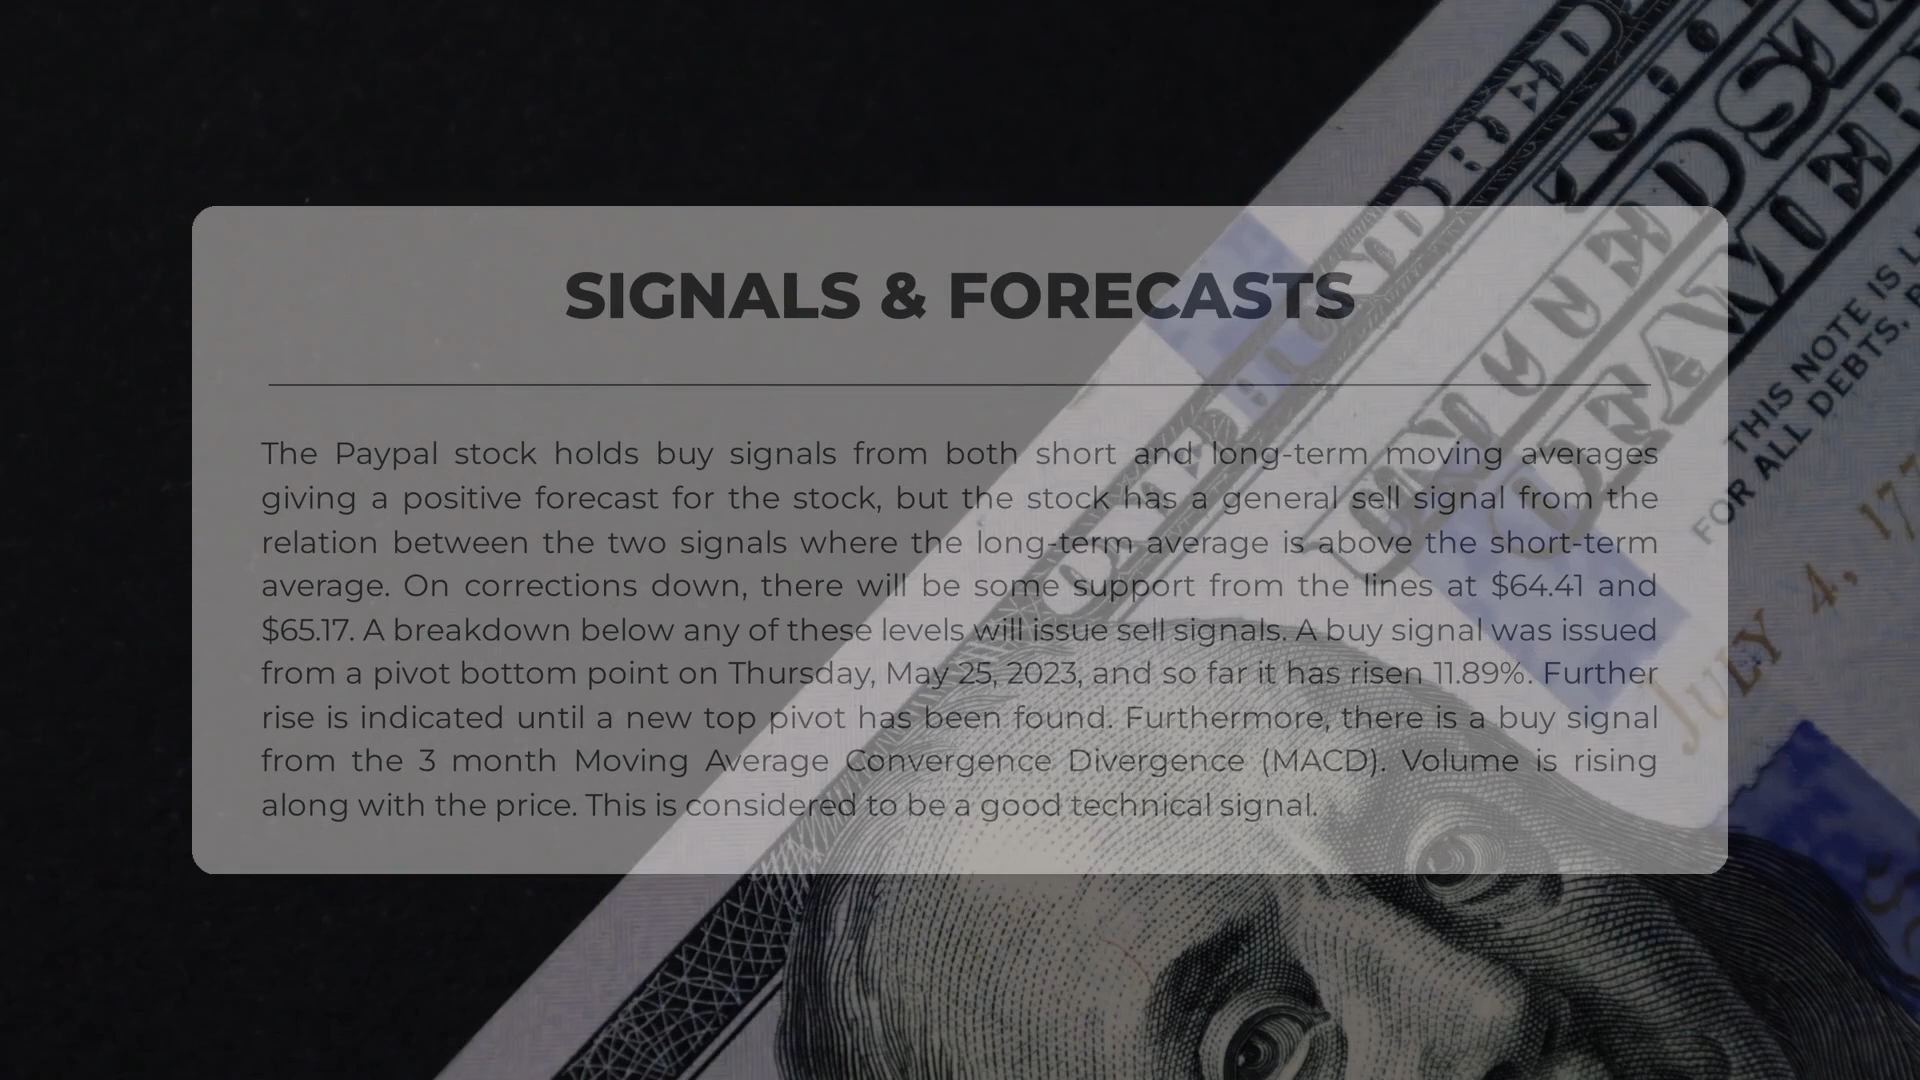 SIGNALS & FORECASTS
The Paypal stock holds buy signals from both short and long-term moving averages
giving a positive forecast for the stock, but the stock has a general sell signal from the
relation between the two signals where the long-term average is above the short-term
average. On corrections down, there will be some support from the lines at $64.41 and
$65.17. A breakdown below any of these levels will issue sell signals. A buy signal was issued
from a pivot bottom point on Thursday, May 25, 2023, and so far it has risen 11.89%. Further
rise is indicated until a new top pivot has been found. Furthermore, there is a buy signal
from the 3 month Moving Average Convergence Divergence (MACD). Volume is rising
along with the price. This is considered to be a good technical signal.
THIS NOTE IS
FOR ALL DEBTS,
JULY 4,